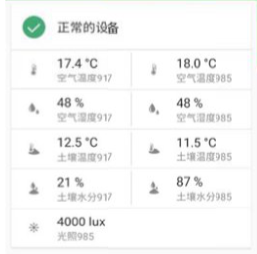 正常的设备
17.4 °C
18.0 °C
空气温度917
空气温度985
48 %
48 %
空气湿度917
空气湿度985
12.5 °C
11.5 °C
土壤温度917
土壤温度985
21 %
87 %
土壤水分917
土壤水分985
4000 lux
光照985